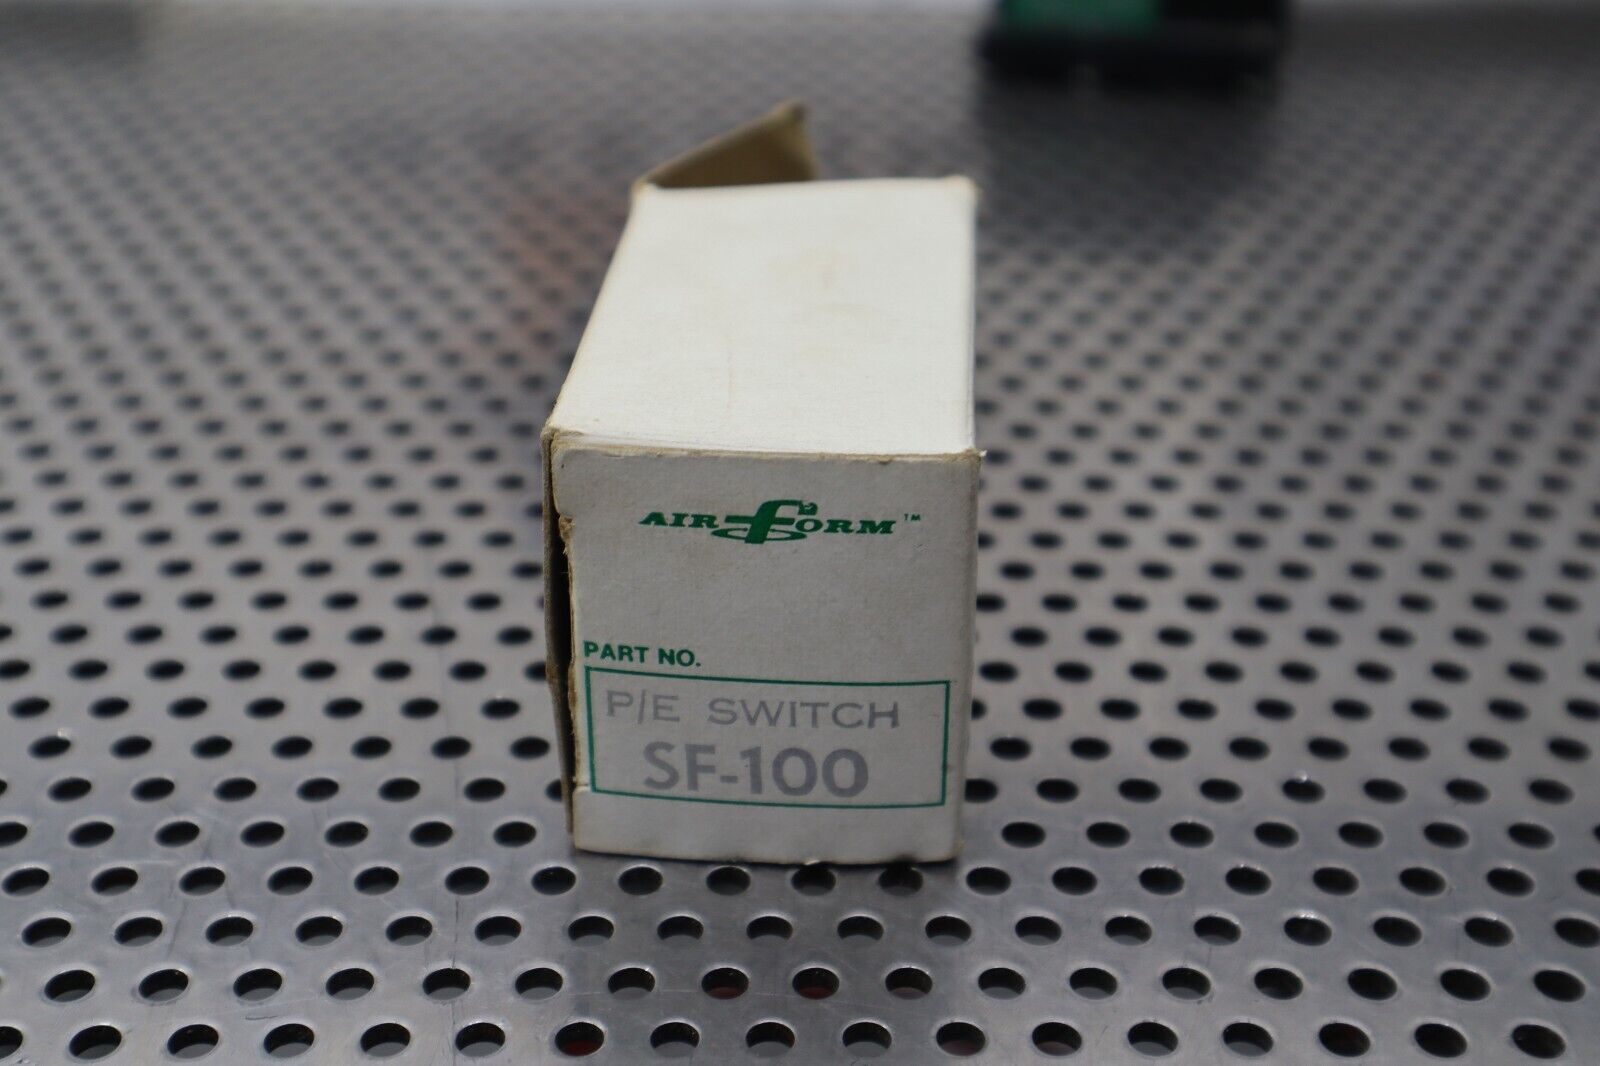 AIR FORM™
PART NO.
P/E SWITCH
SF-100